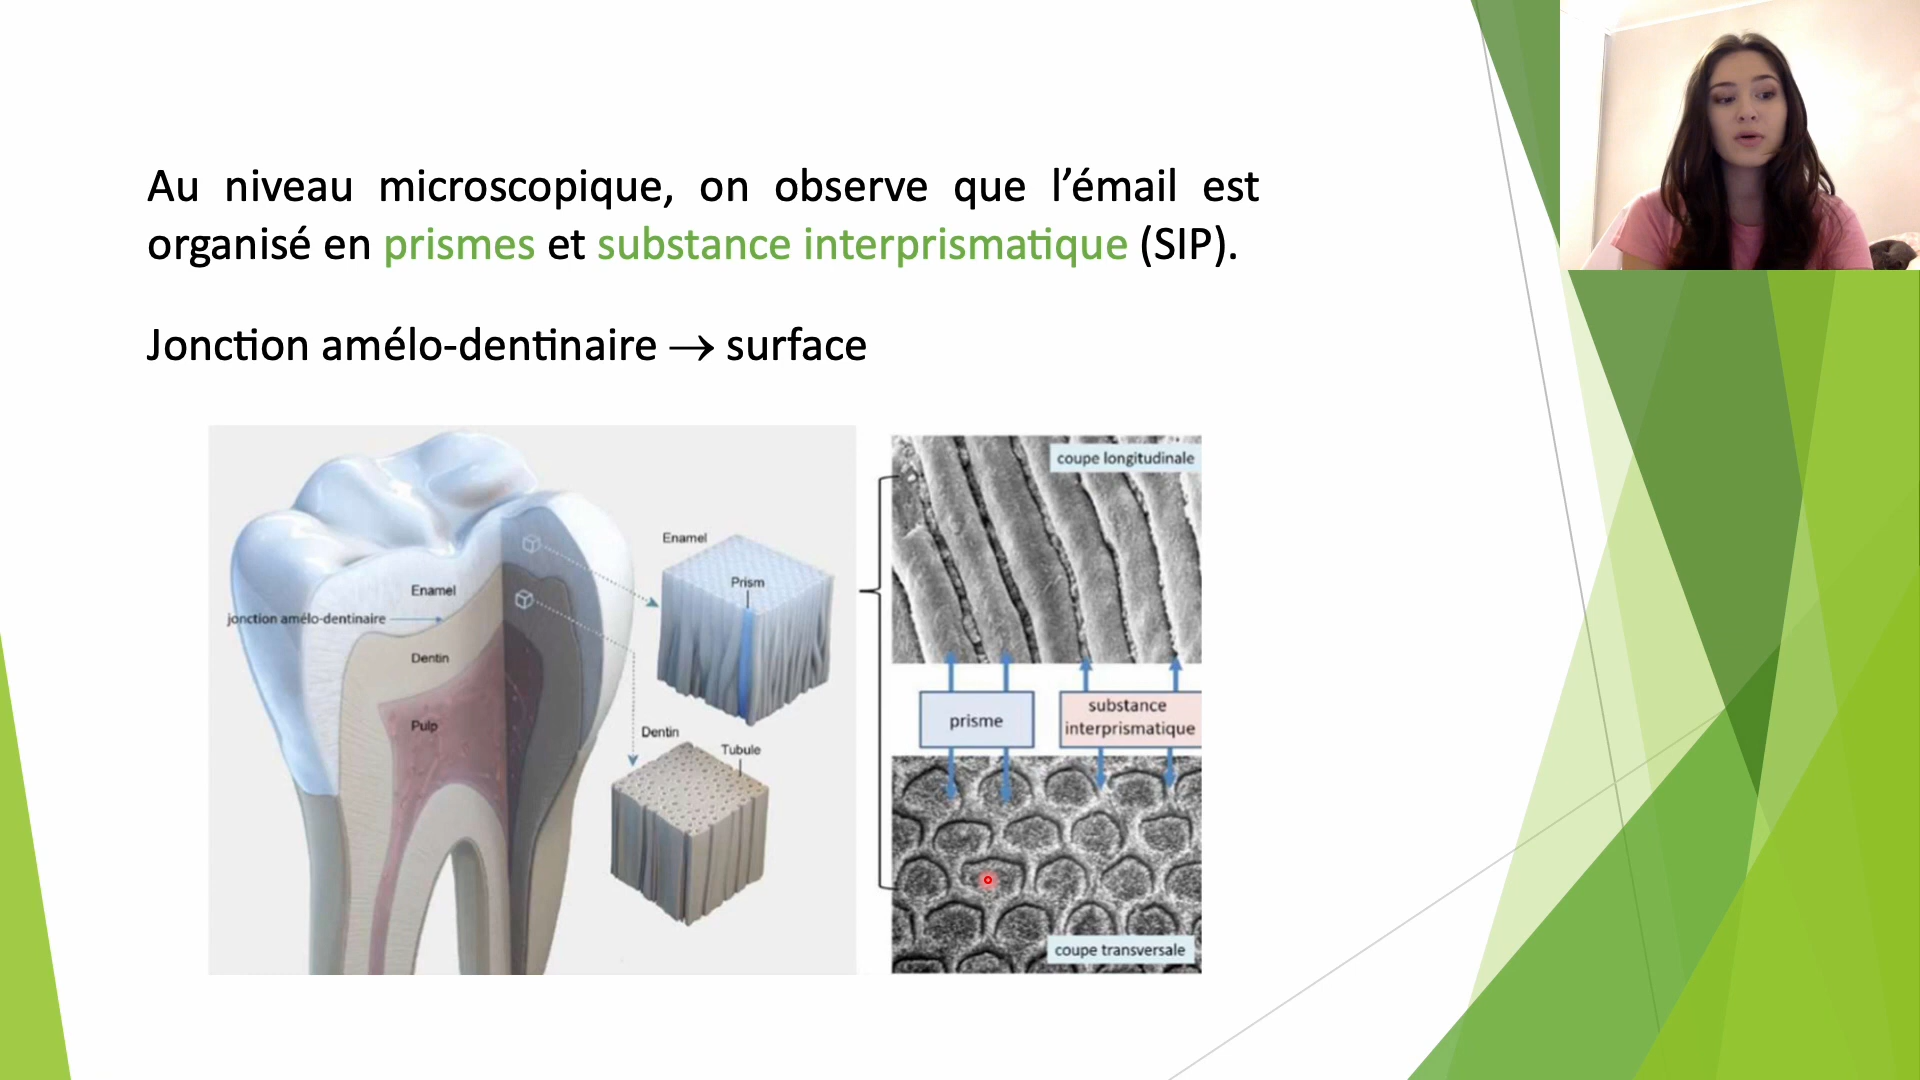 Au niveau microscopique, on observe que l’émail est
organisé en prismes et substance interprismatique (SIP).
Jonction amélo-dentinaire → surface
Enamel
jonction amélo-dentinaire
Dentin
Pulp
Enamel
Prism
Dentin
Tubule
coupe longitudinale
prisme
substance
interprismatique
coupe transversale